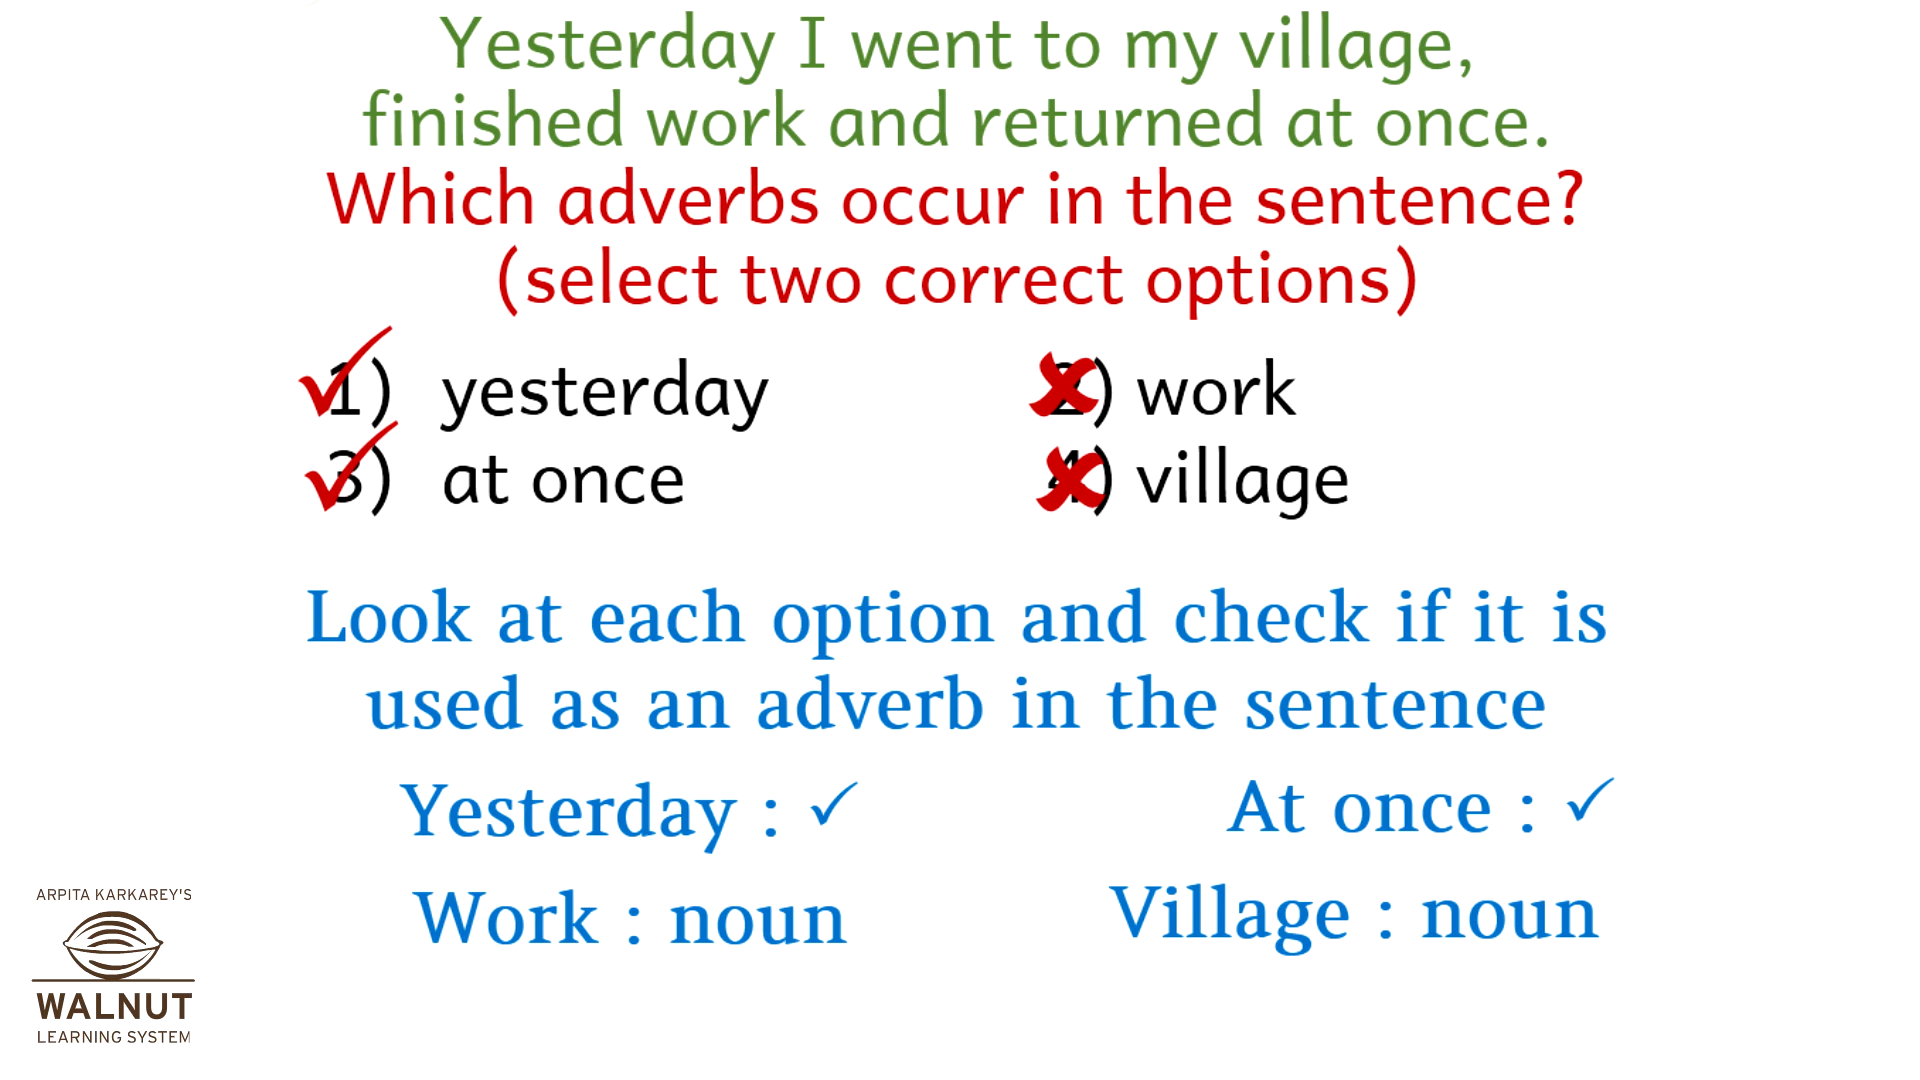 Yesterday I went to my village,
finished work and returned at once.
Which adverbs occur in the sentence?
(select two correct options)
1) yesterday
2) work
3) at once
4) village
Look at each option and check if it is
used as an adverb in the sentence
Yesterday : ✓
At once : ✓
Work : noun
Village : noun
ARPITA KARKAREY'S
WALNUT
LEARNING SYSTEM